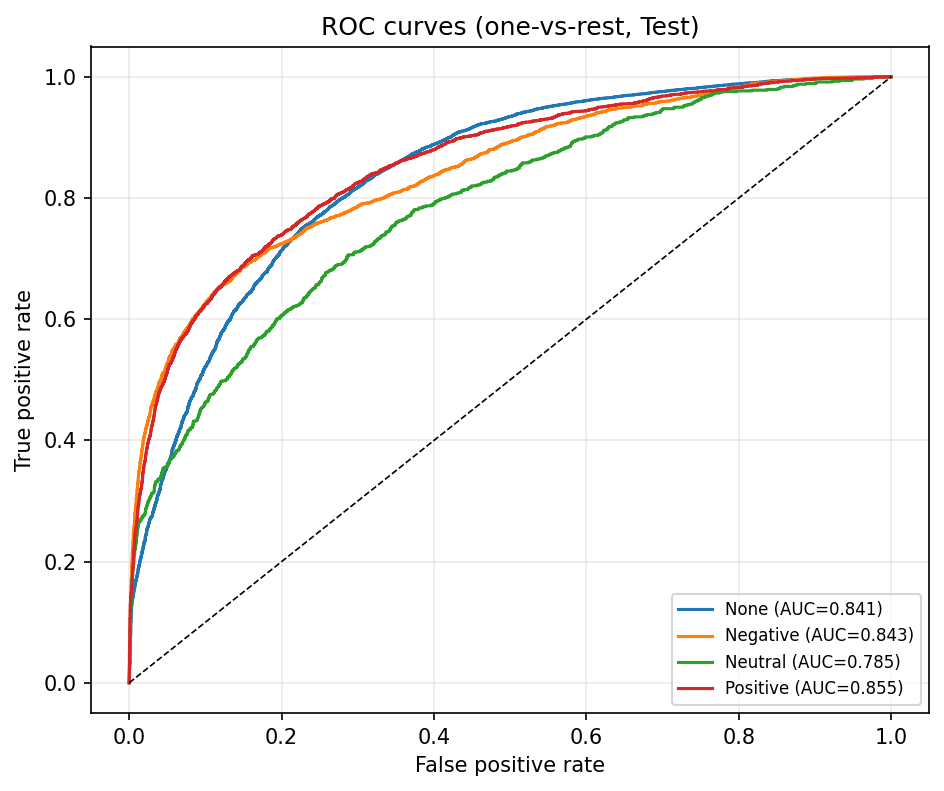 ROC curves (one-vs-rest, Test)
True positive rate
1.0
0.8
0.6
0.4
0.2
0.0
None (AUC=0.841)
Negative (AUC=0.843)
Neutral (AUC=0.785)
Positive (AUC=0.855)
0.0 0.2 0.4 0.6 0.8 1.0
False positive rate